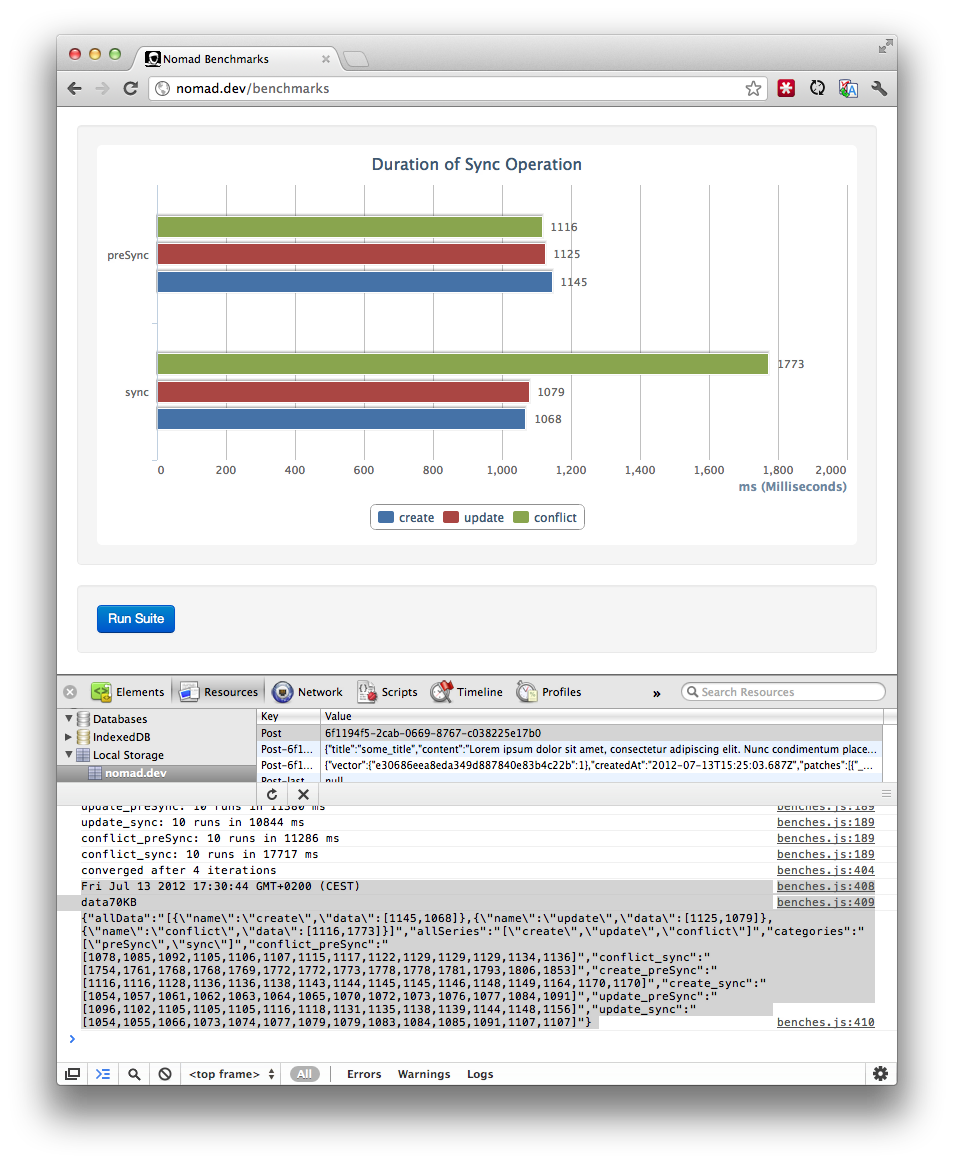 Nomad Benchmarks
nomad.dev/benchmarks
Duration of Sync Operation
preSync
1116
1125
1145
sync
1773
1079
1068
0 200 400 600 800 1,000 1,200 1,400 1,600 1,800 2,000
ms (Milliseconds)
create update conflict
Run Suite
Elements Resources Network Scripts Timeline Profiles » Search Resources
Databases
IndexedDB
Local Storage
nomad.dev
Key Value
Post 6f1194f5-2cab-0669-8767-c038225e17b0
Post-6f1... {"title":"some_title","content":"Lorem ipsum dolor sit amet, consectetur adipiscing elit. Nunc condimentum place...
Post-6f1... {"vector":{"e30686eea8eda349d887840e83b4c22b":1},"createdAt":"2012-07-13T15:25:03.687Z","patches":[{"_...
Post-last null
update_preSync: 10 runs in 11380 ms benches.js:189
update_sync: 10 runs in 10844 ms benches.js:189
conflict_preSync: 10 runs in 11286 ms benches.js:189
conflict_sync: 10 runs in 17717 ms benches.js:189
converged after 4 iterations benches.js:404
Fri Jul 13 2012 17:30:44 GMT+0200 (CEST) benches.js:408
data70KB benches.js:409
{"allData":"[{\"name\":\"create\",\"data\":[1145,1068]},{\"name\":\"update\",\"data\":[1125,1079]},
{\"name\":\"conflict\",\"data\":[1116,1773]}]","allSeries":"[\"create\",\"update\",\"conflict\"]","categories":"
[\"preSync\",\"sync\"]","conflict_preSync":"
[1078,1085,1092,1105,1106,1107,1115,1117,1122,1129,1129,1129,1134,1136]","conflict_sync":"
[1754,1761,1768,1768,1769,1772,1772,1773,1778,1778,1781,1793,1806,1853]","create_preSync":"
[1116,1116,1128,1136,1136,1138,1143,1144,1145,1145,1146,1148,1149,1164,1170,1170]","create_sync":"
[1054,1057,1061,1062,1063,1064,1065,1070,1072,1073,1076,1077,1084,1091]","update_preSync":"
[1096,1102,1105,1105,1105,1116,1118,1131,1135,1138,1139,1144,1148,1156]","update_sync":"
[1054,1055,1066,1073,1074,1077,1079,1079,1083,1084,1085,1091,1107,1107]"} benches.js:410
<top frame> All Errors Warnings Logs